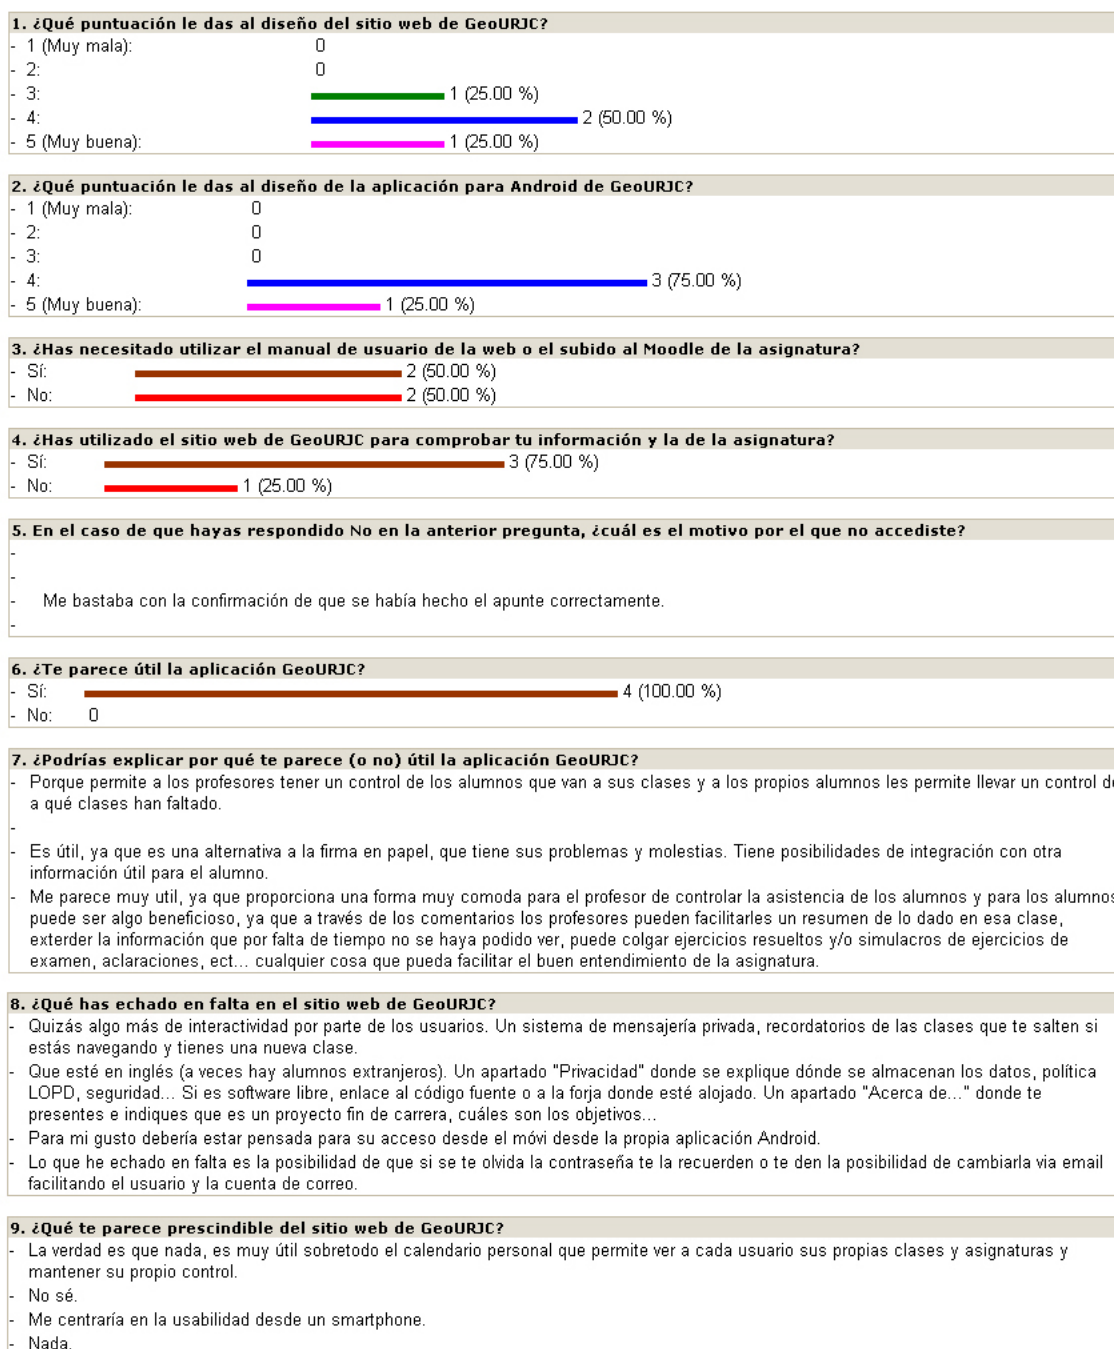 1. ¿Qué puntuación le das al diseño del sitio web de GeoURJC?
- 1 (Muy mala): 0
- 2: 0
- 3: 1 (25.00 %)
- 4: 2 (50.00 %)
- 5 (Muy buena): 1 (25.00 %)
2. ¿Qué puntuación le das al diseño de la aplicación para Android de GeoURJC?
- 1 (Muy mala): 0
- 2: 0
- 3: 0
- 4: 3 (75.00 %)
- 5 (Muy buena): 1 (25.00 %)
3. ¿Has necesitado utilizar el manual de usuario de la web o el subido al Moodle de la asignatura?
- Sí: 2 (50.00 %)
- No: 2 (50.00 %)
4. ¿Has utilizado el sitio web de GeoURJC para comprobar tu información y la de la asignatura?
- Sí: 3 (75.00 %)
- No: 1 (25.00 %)
5. En el caso de que hayas respondido No en la anterior pregunta, ¿cuál es el motivo por el que no accediste?
-
-
- Me bastaba con la confirmación de que se había hecho el apunte correctamente.
-
6. ¿Te parece útil la aplicación GeoURJC?
- Sí: 4 (100.00 %)
- No: 0
7. ¿Podrías explicar por qué te parece (o no) útil la aplicación GeoURJC?
- Porque permite a los profesores tener un control de los alumnos que van a sus clases y a los propios alumnos les permite llevar un control de
a qué clases han faltado.
-
- Es útil, ya que es una alternativa a la firma en papel, que tiene sus problemas y molestias. Tiene posibilidades de integración con otra
información útil para el alumno.
- Me parece muy util, ya que proporciona una forma muy comoda para el profesor de controlar la asistencia de los alumnos y para los alumnos
puede ser algo beneficioso, ya que a través de los comentarios los profesores pueden facilitarles un resumen de lo dado en esa clase,
exterder la información que por falta de tiempo no se haya podido ver, puede colgar ejercicios resueltos y/o simulacros de ejercicios de
examen, aclaraciones, ect... cualquier cosa que pueda facilitar el buen entendimiento de la asignatura.
8. ¿Qué has echado en falta en el sitio web de GeoURJC?
- Quizás algo más de interactividad por parte de los usuarios. Un sistema de mensajería privada, recordatorios de las clases que te salten si
estás navegando y tienes una nueva clase.
- Que esté en inglés (a veces hay alumnos extranjeros). Un apartado "Privacidad" donde se explique dónde se almacenan los datos, política
LOPD, seguridad... Si es software libre, enlace al código fuente o a la forja donde esté alojado. Un apartado "Acerca de..." donde te
presentes e indiques que es un proyecto fin de carrera, cuáles son los objetivos...
- Para mi gusto debería estar pensada para su acceso desde el móvi desde la propia aplicación Android.
- Lo que he echado en falta es la posibilidad de que si se te olvida la contraseña te la recuerden o te den la posibilidad de cambiarla via email
facilitando el usuario y la cuenta de correo.
9. ¿Qué te parece prescindible del sitio web de GeoURJC?
- La verdad es que nada, es muy útil sobretodo el calendario personal que permite ver a cada usuario sus propias clases y asignaturas y
mantener su propio control.
- No sé.
- Me centraría en la usabilidad desde un smartphone.
- Nada.